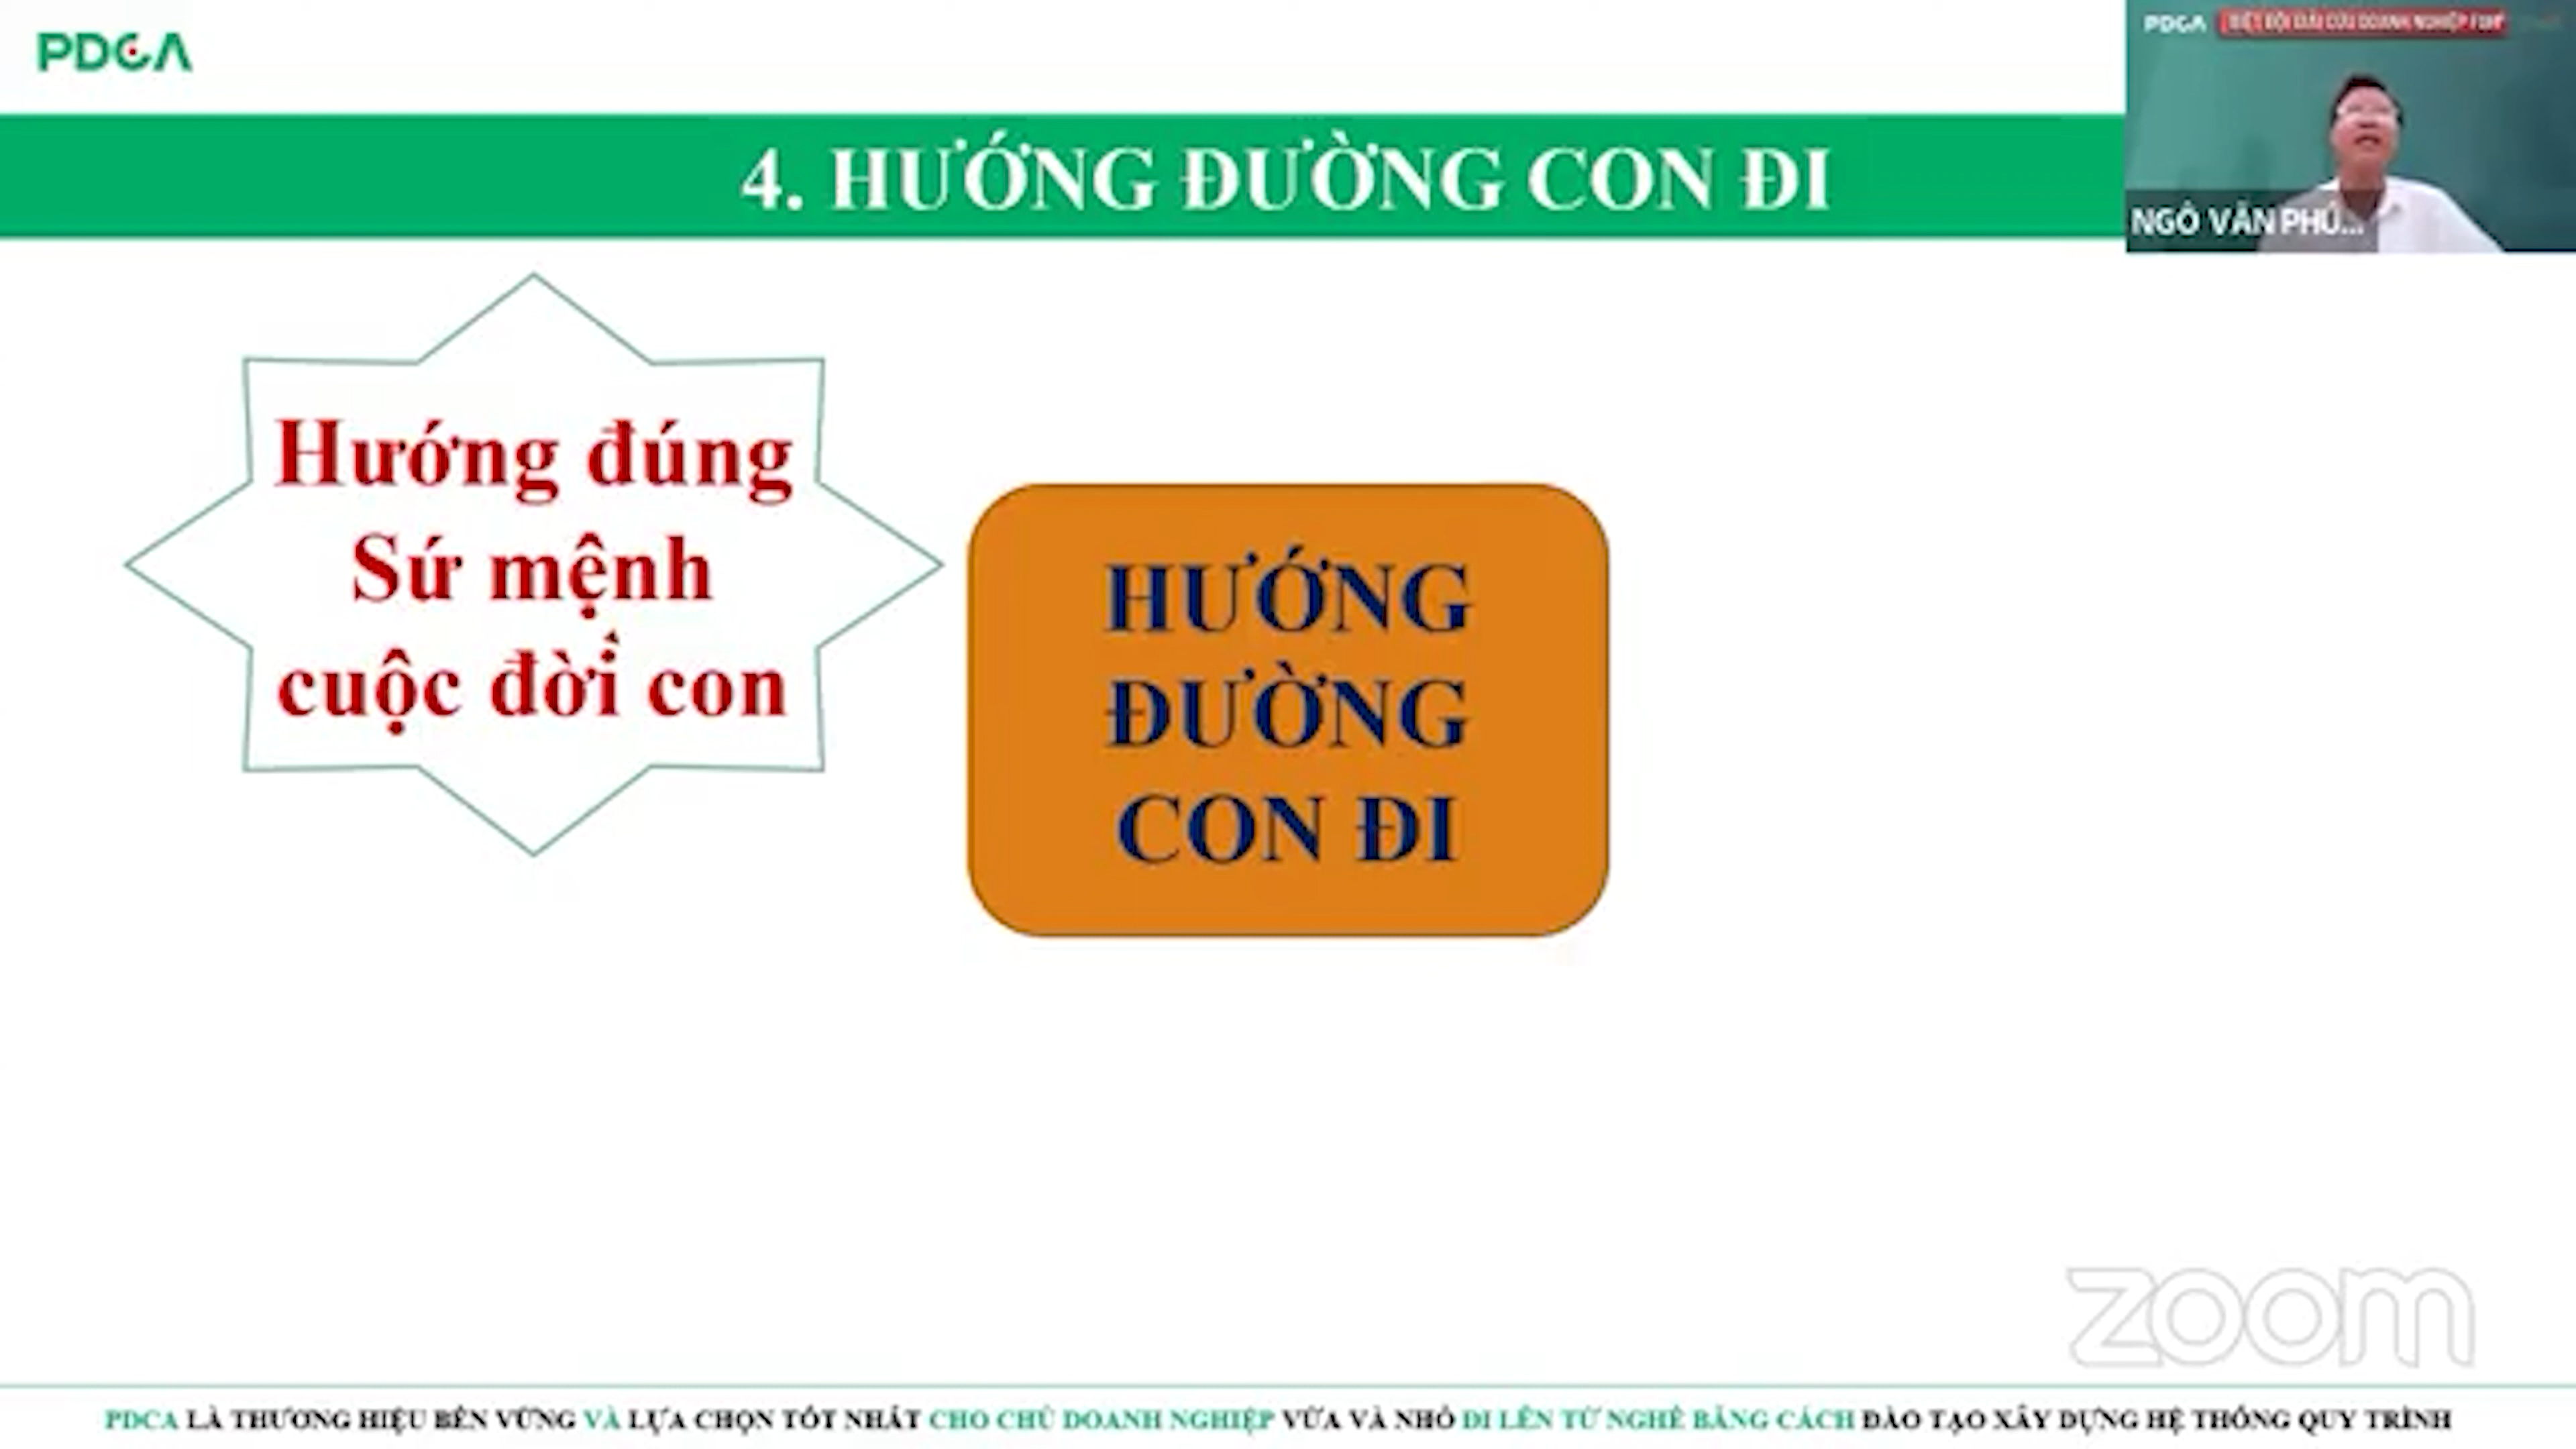 PDCA
4. HƯỚNG ĐƯỜNG CON ĐI
PDCA
NGÔ VĂN PHÚ...
Hướng đúng
Sứ mệnh
cuộc đời con
HƯỚNG
ĐƯỜNG
CON ĐI
zoom
PDCA LÀ THƯƠNG HIỆU BỀN VỮNG VÀ LỰA CHỌN TỐT NHẤT CHO CHỦ DOANH NGHIỆP VỪA VÀ NHỎ ĐI LÊN TỪ NGHỀ BẰNG CÁCH ĐÀO TẠO XÂY DỰNG HỆ THỐNG QUY TRÌNH